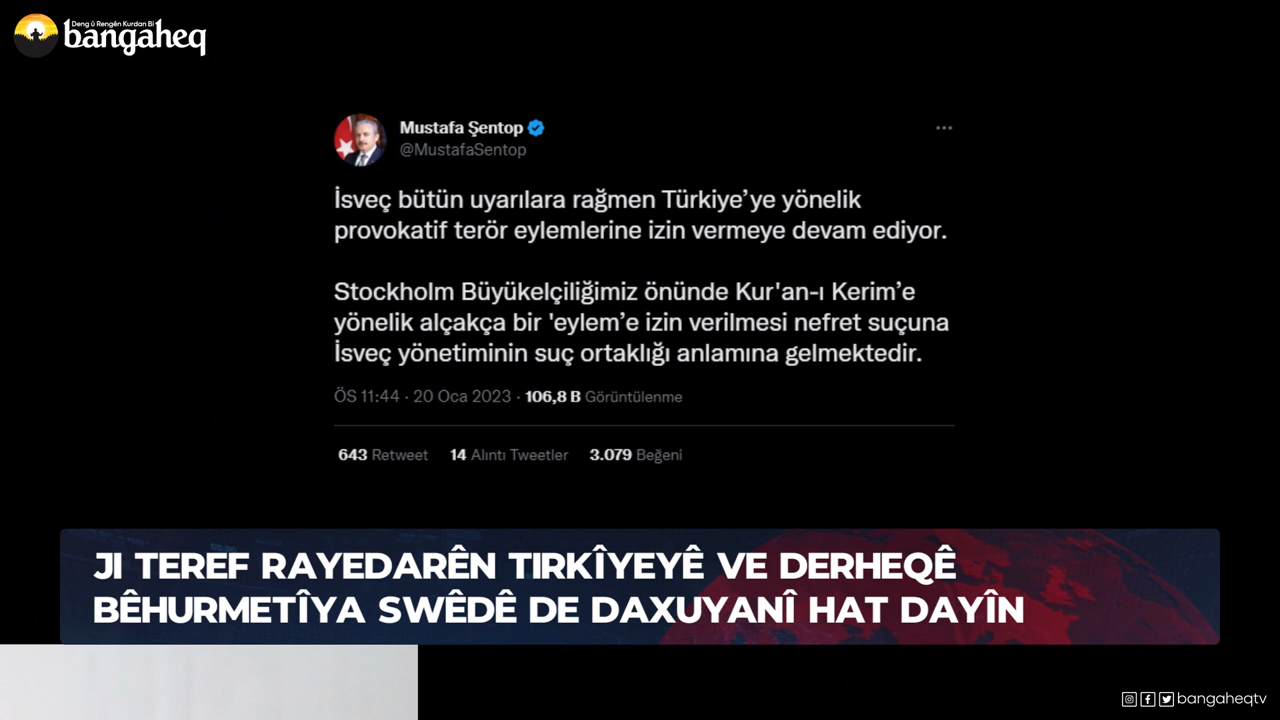 Deng û Rengên Kurdan Bi
bangaheq
Mustafa Şentop
@MustafaSentop
İsveç bütün uyarılara rağmen Türkiye’ye yönelik
provokatif terör eylemlerine izin vermeye devam ediyor.
Stockholm Büyükelçiliğimiz önünde Kur'an-ı Kerim’e
yönelik alçakça bir 'eylem’e izin verilmesi nefret suçuna
İsveç yönetiminin suç ortaklığı anlamına gelmektedir.
ÖS 11:44 · 20 Oca 2023 · 106,8 B Görüntülenme
643 Retweet 14 Alıntı Tweetler 3.079 Beğeni
JI TEREF RAYEDARÊN TIRKÎYEYÊ VE DERHEQÊ
BÊHURMETÎYA SWÊDÊ DE DAXUYANÎ HAT DAYÎN
bangaheqtv